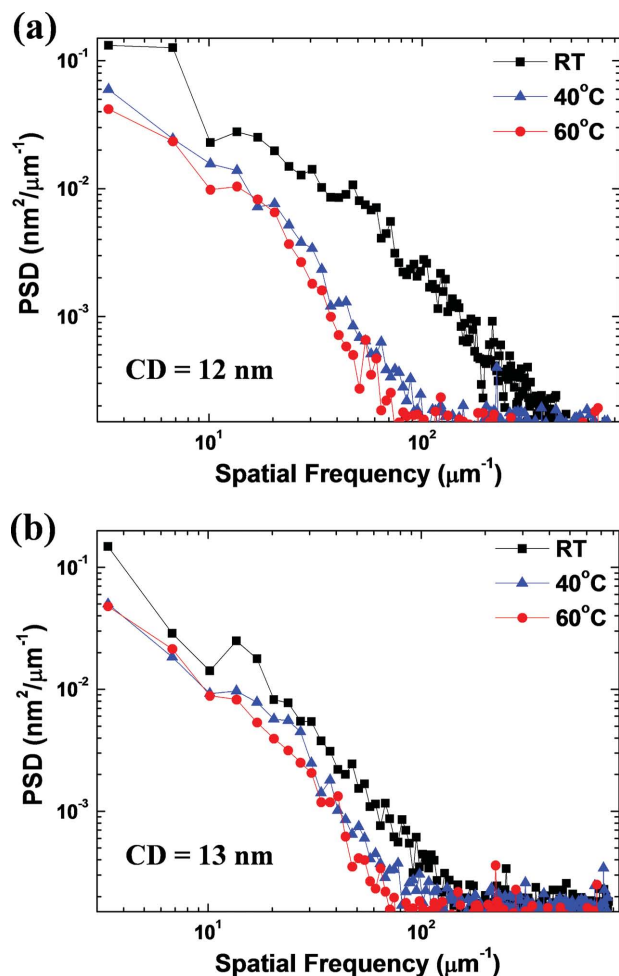 (a)
10⁻¹
10⁻²
10⁻³
PSD (nm²/μm⁻¹)
RT
40°C
60°C
CD = 12 nm
10¹
10²
Spatial Frequency (μm⁻¹)
(b)
10⁻¹
10⁻²
10⁻³
PSD (nm²/μm⁻¹)
RT
40°C
60°C
CD = 13 nm
10¹
10²
Spatial Frequency (μm⁻¹)